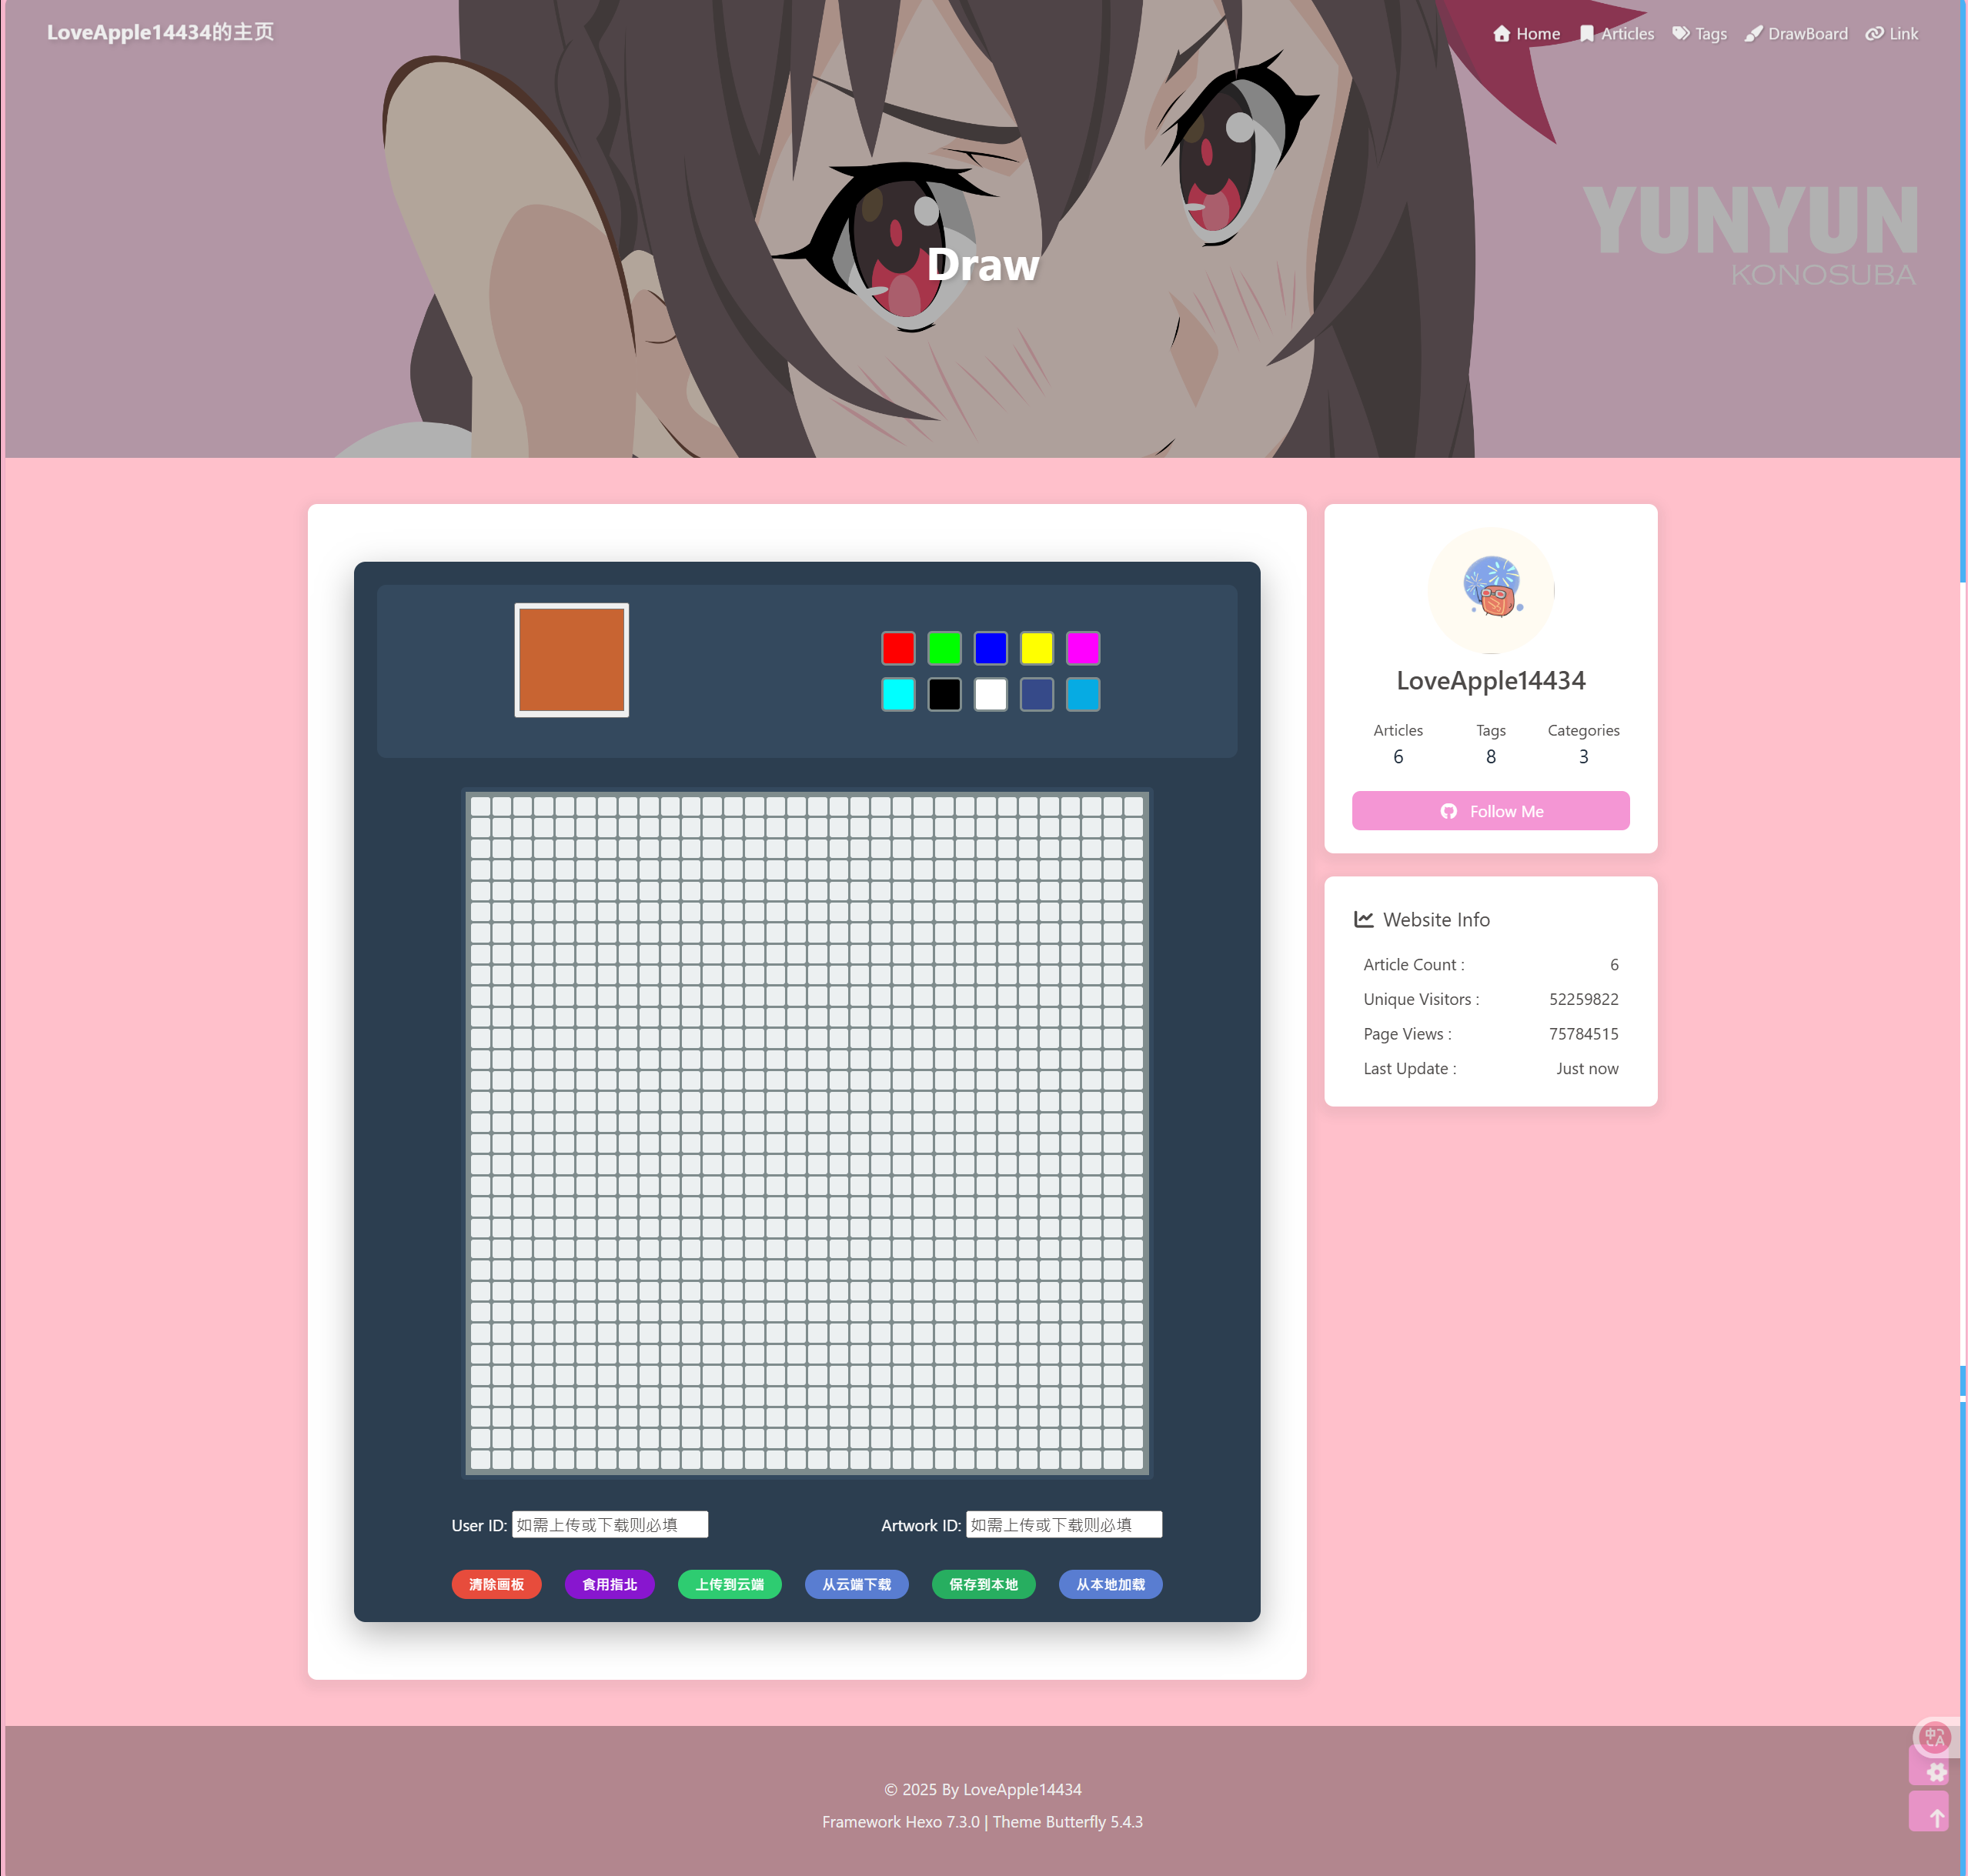 LoveApple14434的主页
Home Articles Tags DrawBoard Link
YUNYUN
KONOSUBA
Draw
LoveApple14434
Articles Tags Categories
6 8 3
Follow Me
Website Info
Article Count : 6
Unique Visitors : 52259822
Page Views : 75784515
Last Update : Just now
User ID: 如需上传或下载则必填 Artwork ID: 如需上传或下载则必填
清除画板 食用指北 上传到云端 从云端下载 保存到本地 从本地加载
© 2025 By LoveApple14434
Framework Hexo 7.3.0 | Theme Butterfly 5.4.3